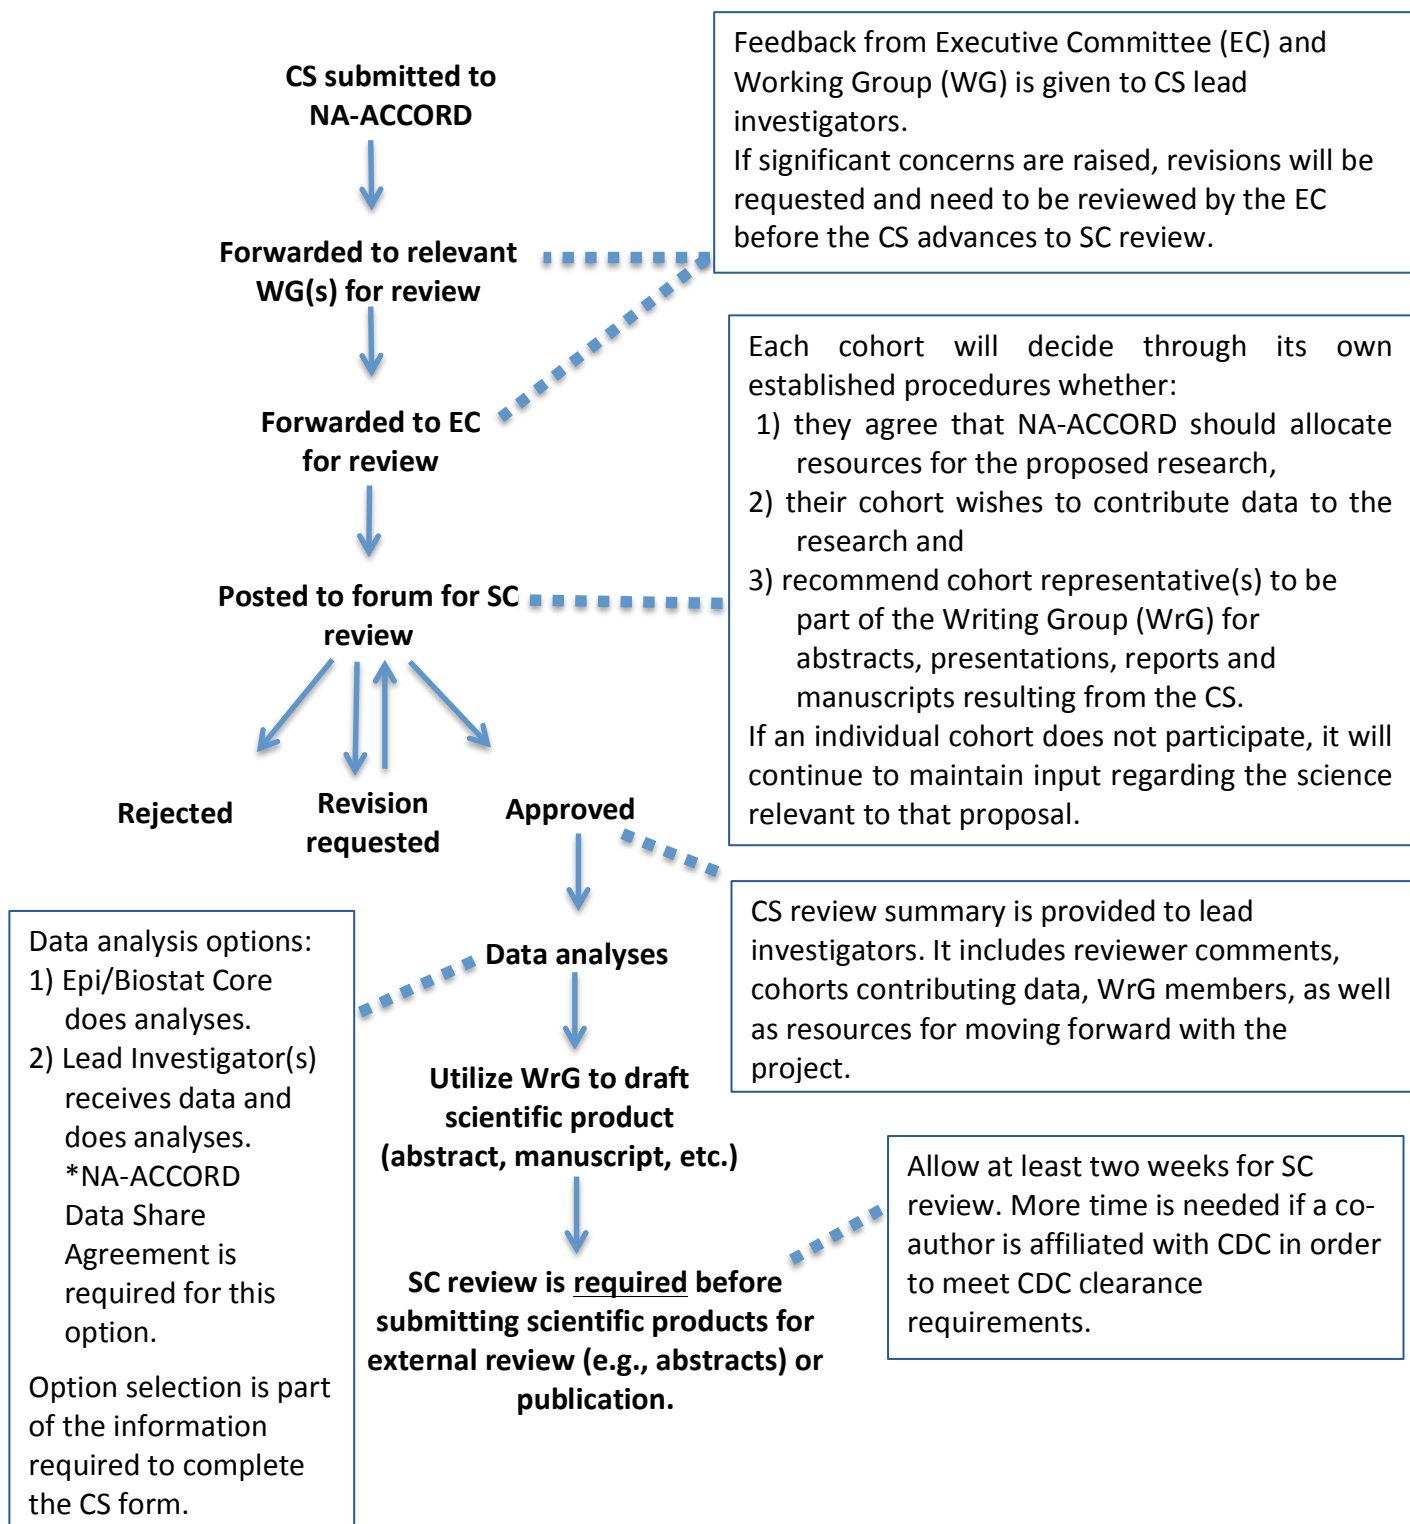 CS submitted to
NA-ACCORD
Feedback from Executive Committee (EC) and
Working Group (WG) is given to CS lead
investigators.
If significant concerns are raised, revisions will be
requested and need to be reviewed by the EC
before the CS advances to SC review.
Forwarded to relevant
WG(s) for review
Forwarded to EC
for review
Each cohort will decide through its own
established procedures whether:
1) they agree that NA-ACCORD should allocate
resources for the proposed research,
2) their cohort wishes to contribute data to the
research and
3) recommend cohort representative(s) to be
part of the Writing Group (WrG) for
abstracts, presentations, reports and
manuscripts resulting from the CS.
If an individual cohort does not participate, it will
continue to maintain input regarding the science
relevant to that proposal.
Posted to forum for SC
review
Rejected
Revision
requested
Approved
CS review summary is provided to lead
investigators. It includes reviewer comments,
cohorts contributing data, WrG members, as well
as resources for moving forward with the
project.
Data analyses
Data analysis options:
1) Epi/Biostat Core
does analyses.
2) Lead Investigator(s)
receives data and
does analyses.
*NA-ACCORD
Data Share
Agreement is
required for this
option.
Option selection is part
of the information
required to complete
the CS form.
Utilize WrG to draft
scientific product
(abstract, manuscript, etc.)
Allow at least two weeks for SC
review. More time is needed if a co-
author is affiliated with CDC in order
to meet CDC clearance
requirements.
SC review is required before
submitting scientific products for
external review (e.g., abstracts) or
publication.